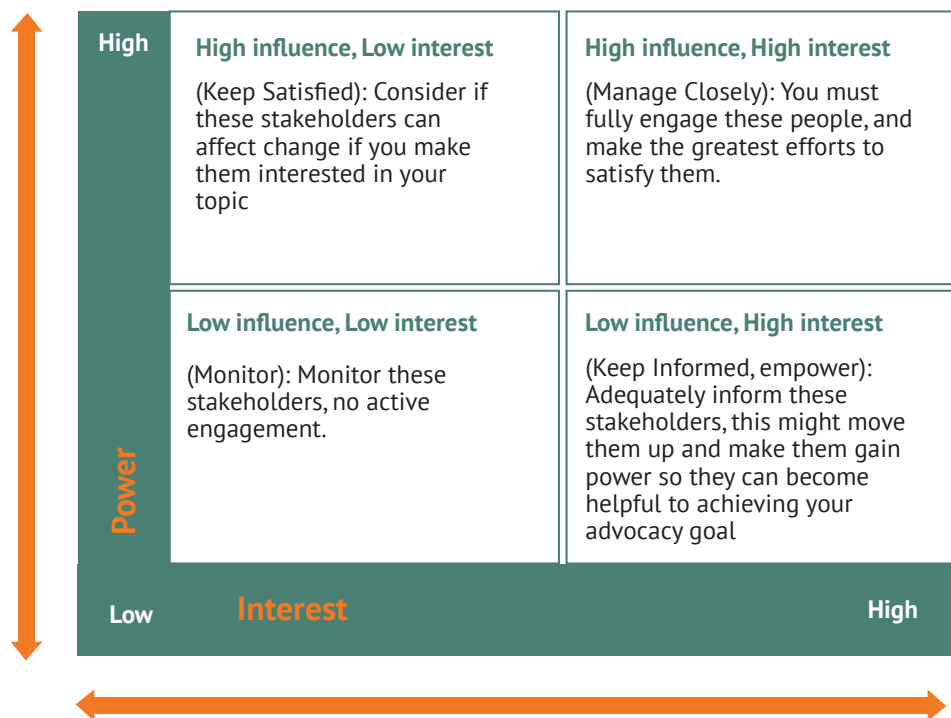 High
High influence, Low interest
(Keep Satisfied): Consider if
these stakeholders can
affect change if you make
them interested in your
topic
High influence, High interest
(Manage Closely): You must
fully engage these people, and
make the greatest efforts to
satisfy them.
Low influence, Low interest
(Monitor): Monitor these
stakeholders, no active
engagement.
Low influence, High interest
(Keep Informed, empower):
Adequately inform these
stakeholders, this might move
them up and make them gain
power so they can become
helpful to achieving your
advocacy goal
Power
Low
Interest
High